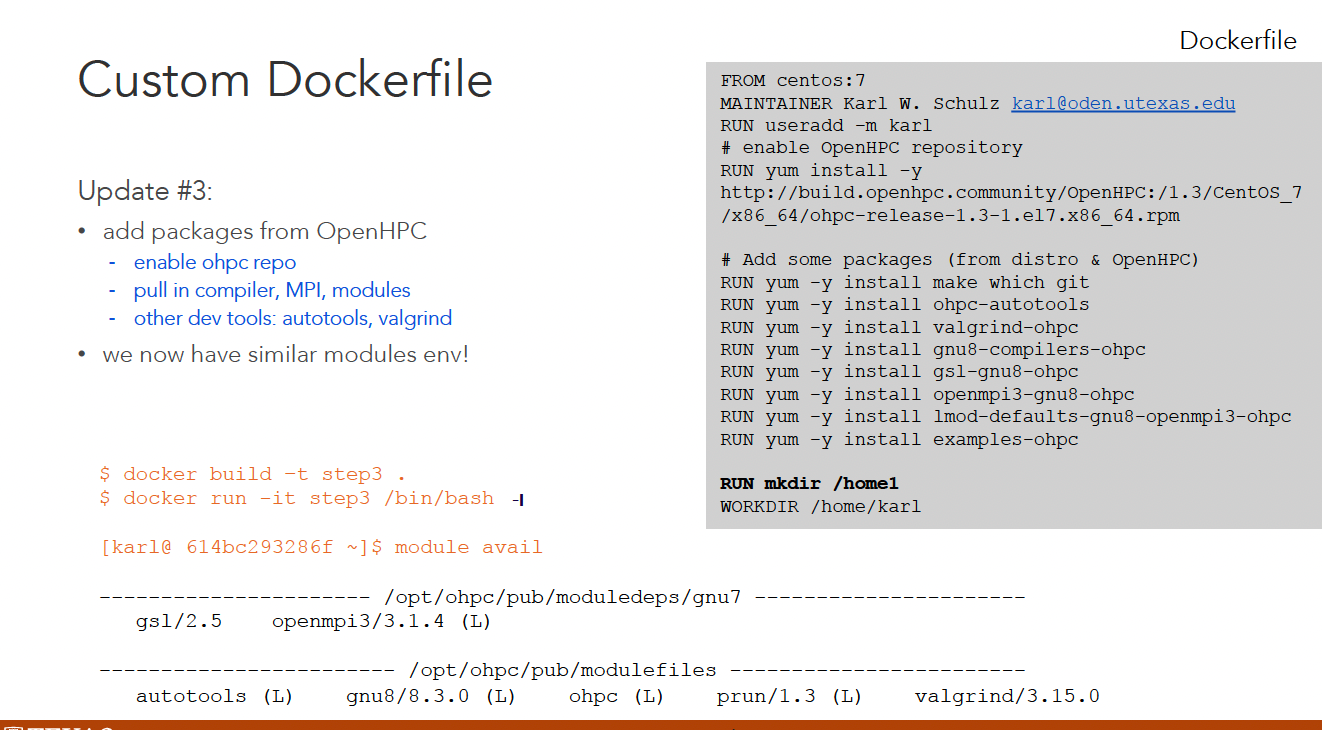 Custom Dockerfile
Update #3:
• add packages from OpenHPC
- enable ohpc repo
- pull in compiler, MPI, modules
- other dev tools: autotools, valgrind
• we now have similar modules env!
Dockerfile
FROM centos:7
MAINTAINER Karl W. Schulz karl@oden.utexas.edu
RUN useradd -m karl
# enable OpenHPC repository
RUN yum install -y
http://build.openhpc.community/OpenHPC:/1.3/CentOS_7
/x86_64/ohpc-release-1.3-1.el7.x86_64.rpm
# Add some packages (from distro & OpenHPC)
RUN yum -y install make which git
RUN yum -y install ohpc-autotools
RUN yum -y install valgrind-ohpc
RUN yum -y install gnu8-compilers-ohpc
RUN yum -y install gsl-gnu8-ohpc
RUN yum -y install openmpi3-gnu8-ohpc
RUN yum -y install lmod-defaults-gnu8-openmpi3-ohpc
RUN yum -y install examples-ohpc
RUN mkdir /home1
WORKDIR /home/karl
$ docker build -t step3 .
$ docker run -it step3 /bin/bash -l
[karl@ 614bc293286f ~]$ module avail
---------------------- /opt/ohpc/pub/moduledeps/gnu7 ----------------------
gsl/2.5 openmpi3/3.1.4 (L)
------------------------ /opt/ohpc/pub/modulefiles ------------------------
autotools (L) gnu8/8.3.0 (L) ohpc (L) prun/1.3 (L) valgrind/3.15.0